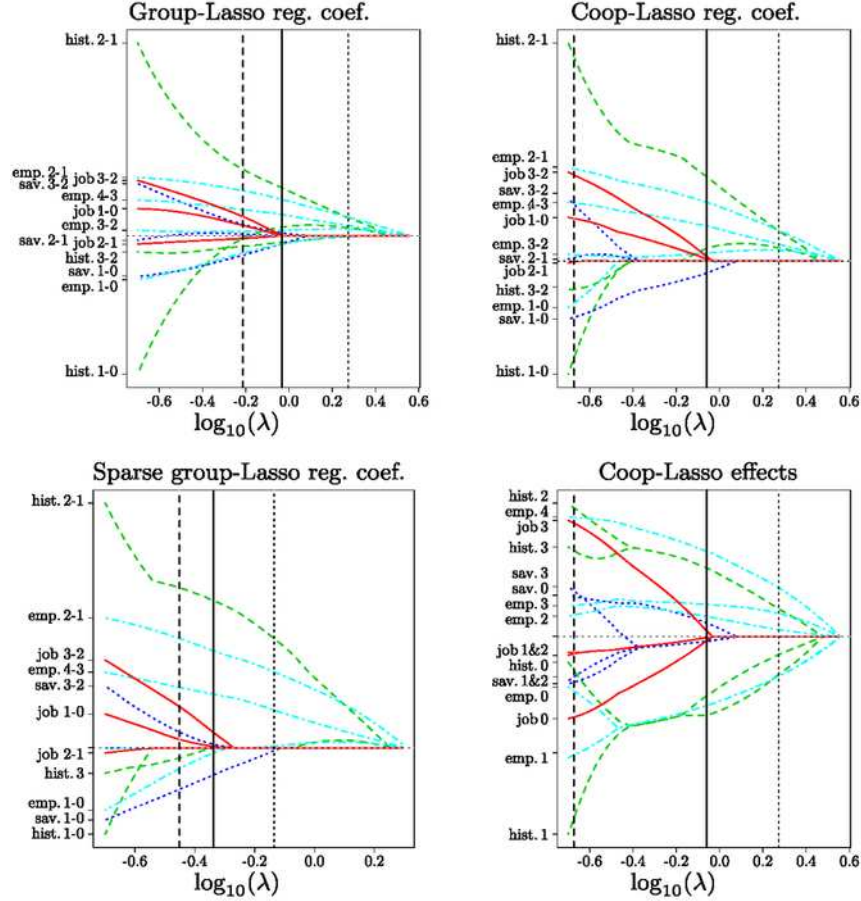 Group-Lasso reg. coef.
hist. 2-1
emp. 2-1
job 3-2
sav. 3-2
emp. 4-3
job 1-0
emp. 3-2
sav. 2-1
job 2-1
hist. 3-2
sav. 1-0
emp. 1-0
hist. 1-0
-0.6 -0.4 -0.2 0.0 0.2 0.4 0.6
log10(λ)
Coop-Lasso reg. coef.
hist. 2-1
emp. 2-1
job 3-2
sav. 3-2
emp. 4-3
job 1-0
emp. 3-2
sav. 2-1
job 2-1
hist. 3-2
emp. 1-0
sav. 1-0
hist. 1-0
-0.6 -0.4 -0.2 0.0 0.2 0.4 0.6
log10(λ)
Sparse group-Lasso reg. coef.
hist. 2-1
emp. 2-1
job 3-2
emp. 4-3
sav. 3-2
job 1-0
job 2-1
hist. 3
emp. 1-0
sav. 1-0
hist. 1-0
-0.6 -0.4 -0.2 0.0 0.2
log10(λ)
Coop-Lasso effects
hist. 2
emp. 4
job 3
hist. 3
sav. 3
sav. 0
emp. 3
emp. 2
job 1&2
hist. 0
sav. 1&2
emp. 0
job 0
emp. 1
hist. 1
-0.6 -0.4 -0.2 0.0 0.2 0.4 0.6
log10(λ)